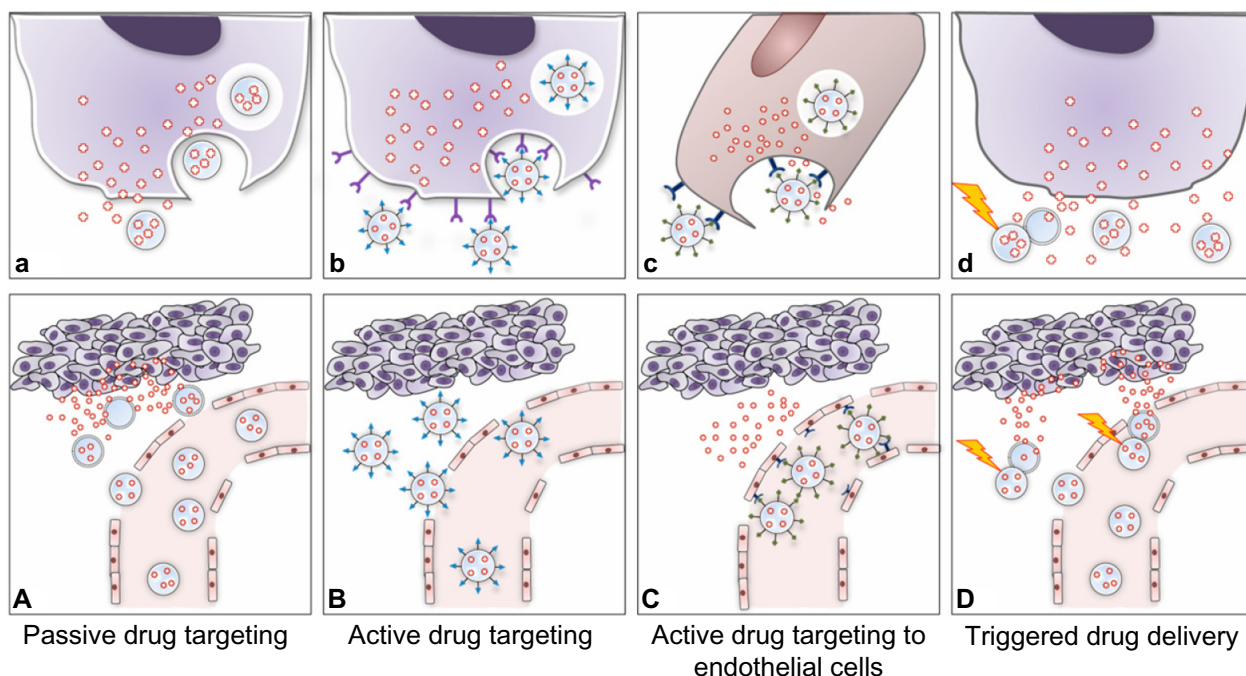 a
b
c
d
A
B
C
D
Passive drug targeting
Active drug targeting
Active drug targeting to
endothelial cells
Triggered drug delivery